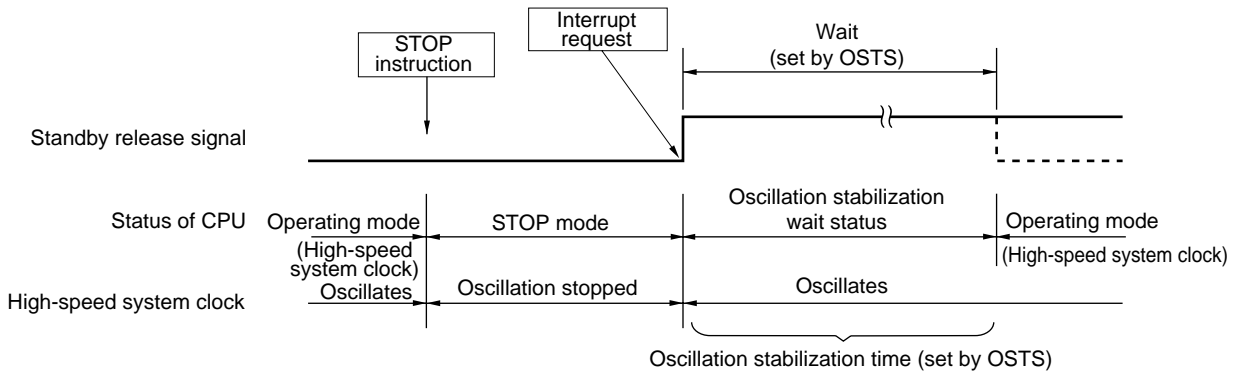 Interrupt
request
STOP
instruction
Wait
(set by OSTS)
Standby release signal
Status of CPU
Operating mode
(High-speed
system clock)
STOP mode
Oscillation stabilization
wait status
Operating mode
(High-speed system clock)
High-speed system clock
Oscillates
Oscillation stopped
Oscillates
Oscillation stabilization time (set by OSTS)